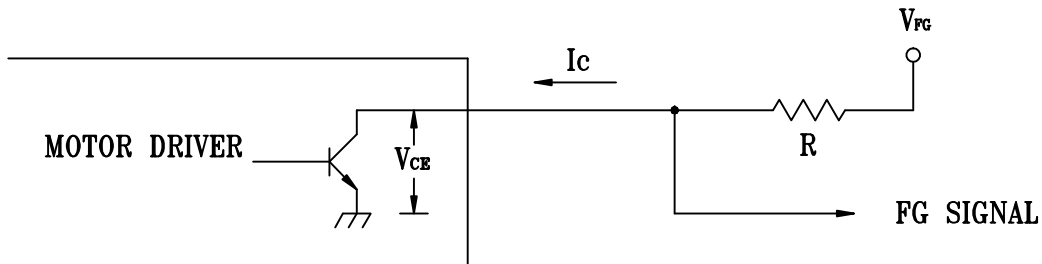 VFG
Ic
MOTOR DRIVER
VCE
R
FG SIGNAL